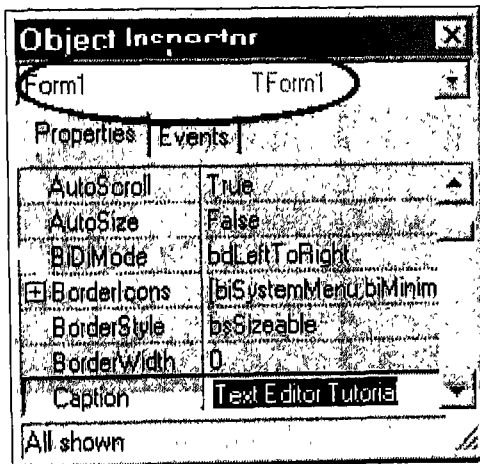 Object Inspector
Form1 TForm1
Properties Events
AutoScroll True
AutoSize False
BiDiMode bdLeftToRight
BorderIcons [biSystemMenu,biMinim
BorderStyle bsSizeable
BorderWidth 0
Caption Text Editor Tutorial
All shown